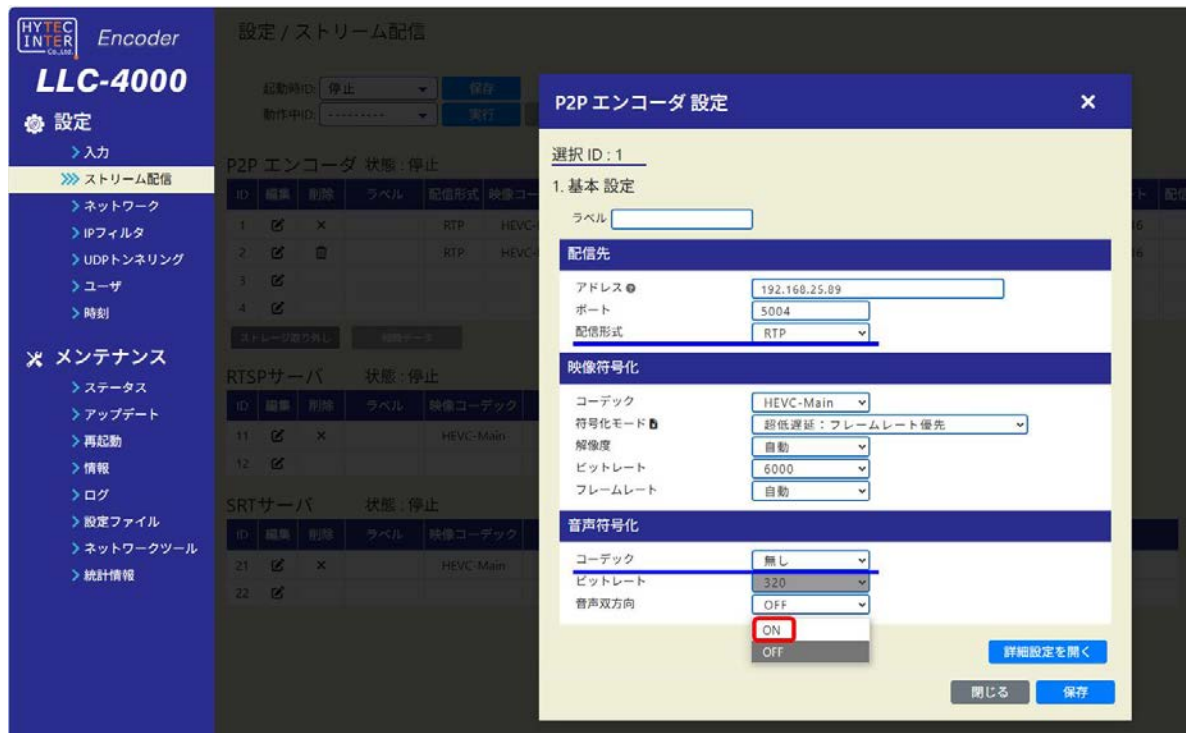 HYTEC
INTER
Co.,Ltd.
Encoder
LLC-4000
設定
入力
ストリーム配信
ネットワーク
IPフィルタ
UDPトンネリング
ユーザ
時刻
メンテナンス
ステータス
アップデート
再起動
情報
ログ
設定ファイル
ネットワークツール
統計情報
設定 / ストリーム配信
起動時ID: 停止 保存
動作中ID: --------- 実行
P2P エンコーダ 状態 : 停止
ID 編集 削除 ラベル 配信形式 映像コー ト 配信
1 RTP HEVC- 16
2 RTP HEVC- 16
3
4
ストレージ取り外し
RTSPサーバ 状態 : 停止
ID 編集 削除 ラベル 映像コーデック
11 HEVC-Main
12
SRTサーバ 状態 : 停止
ID 編集 削除 ラベル 映像コーデック
21 HEVC-Main
22
P2P エンコーダ 設定
選択 ID : 1
1. 基本 設定
ラベル
配信先
アドレス 192.168.25.89
ポート 5004
配信形式 RTP
映像符号化
コーデック HEVC-Main
符号化モード 超低遅延：フレームレート優先
解像度 自動
ビットレート 6000
フレームレート 自動
音声符号化
コーデック 無し
ビットレート 320
音声双方向 OFF
ON
OFF
詳細設定を開く
閉じる 保存